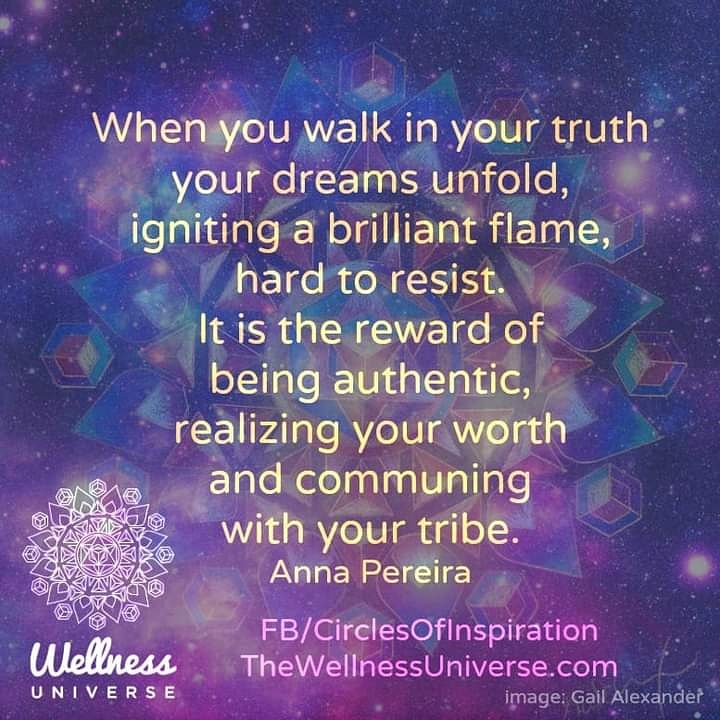 When you walk in your truth
your dreams unfold,
igniting a brilliant flame,
hard to resist.
It is the reward of
being authentic,
realizing your worth
and communing
with your tribe.
Anna Pereira
FB/CirclesOfInspiration
TheWellnessUniverse.com
Wellness
UNIVERSE
image: Gail Alexander